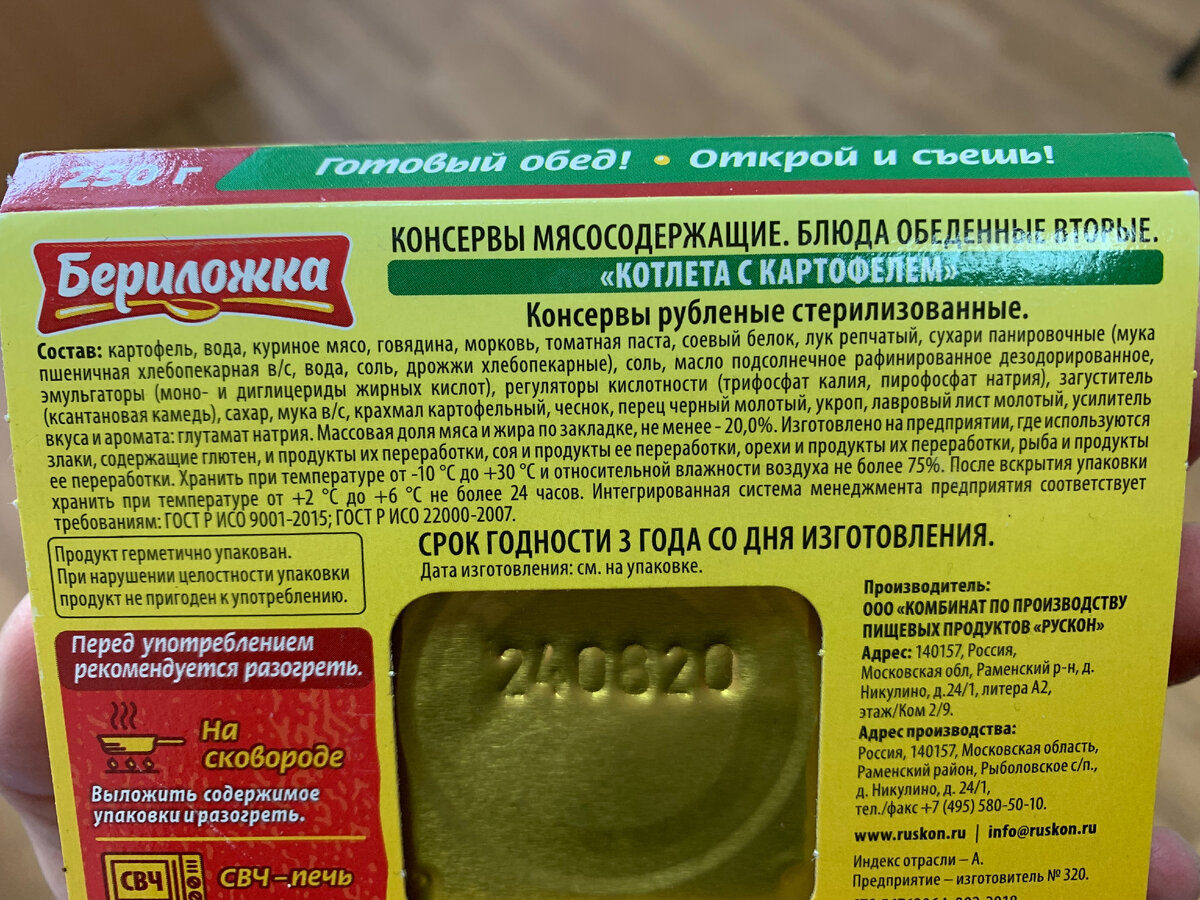 250 г
Готовый обед! • Открой и съешь!
Бериложка
КОНСЕРВЫ МЯСОСОДЕРЖАЩИЕ. БЛЮДА ОБЕДЕННЫЕ ВТОРЫЕ.
«КОТЛЕТА С КАРТОФЕЛЕМ»
Консервы рубленые стерилизованные.
Состав: картофель, вода, куриное мясо, говядина, морковь, томатная паста, соевый белок, лук репчатый, сухари панировочные (мука
пшеничная хлебопекарная в/с, вода, соль, дрожжи хлебопекарные), соль, масло подсолнечное рафинированное дезодорированное,
эмульгаторы (моно- и диглицериды жирных кислот), регуляторы кислотности (трифосфат калия, пирофосфат натрия), загуститель
(ксантановая камедь), сахар, мука в/с, крахмал картофельный, чеснок, перец черный молотый, укроп, лавровый лист молотый, усилитель
вкуса и аромата: глутамат натрия. Массовая доля мяса и жира по закладке, не менее - 20,0%. Изготовлено на предприятии, где используются
злаки, содержащие глютен, и продукты их переработки, соя и продукты ее переработки, орехи и продукты их переработки, рыба и продукты
ее переработки. Хранить при температуре от -10 °С до +30 °С и относительной влажности воздуха не более 75%. После вскрытия упаковки
хранить при температуре от +2 °С до +6 °С не более 24 часов. Интегрированная система менеджмента предприятия соответствует
требованиям: ГОСТ Р ИСО 9001-2015; ГОСТ Р ИСО 22000-2007.
СРОК ГОДНОСТИ 3 ГОДА СО ДНЯ ИЗГОТОВЛЕНИЯ.
Дата изготовления: см. на упаковке.
Продукт герметично упакован.
При нарушении целостности упаковки
продукт не пригоден к употреблению.
Перед употреблением
рекомендуется разогреть.
На
сковороде
Выложить содержимое
упаковки и разогреть.
СВЧ
СВЧ-печь
240820
Производитель:
ООО «КОМБИНАТ ПО ПРОИЗВОДСТВУ
ПИЩЕВЫХ ПРОДУКТОВ «РУСКОН»
Адрес: 140157, Россия,
Московская обл, Раменский р-н, д.
Никулино, д.24/1, литера А2,
этаж/Ком 2/9.
Адрес производства:
Россия, 140157, Московская область,
Раменский район, Рыболовское с/п.,
д. Никулино, д. 24/1,
тел./факс +7 (495) 580-50-10.
www.ruskon.ru | info@ruskon.ru
Индекс отрасли – А.
Предприятие – изготовитель № 320.